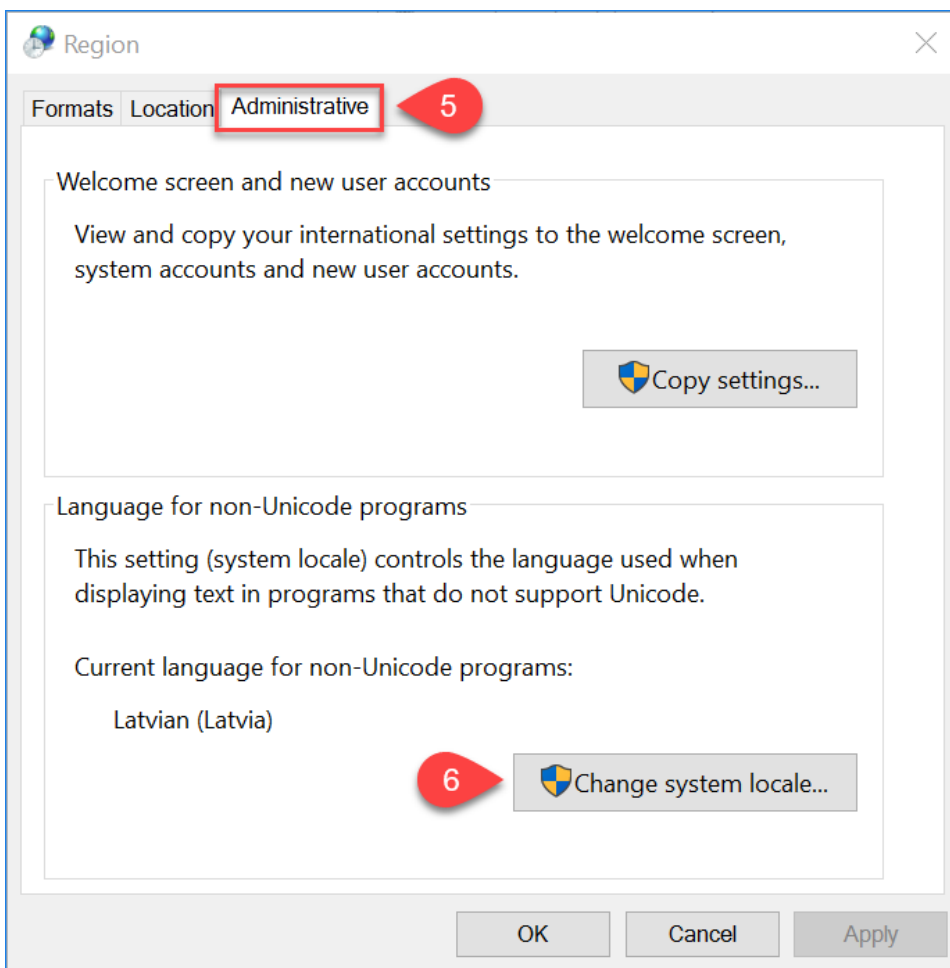 Region
Formats Location Administrative 5
Welcome screen and new user accounts
View and copy your international settings to the welcome screen,
system accounts and new user accounts.
Copy settings...
Language for non-Unicode programs
This setting (system locale) controls the language used when
displaying text in programs that do not support Unicode.
Current language for non-Unicode programs:
Latvian (Latvia)
6 Change system locale...
OK Cancel Apply